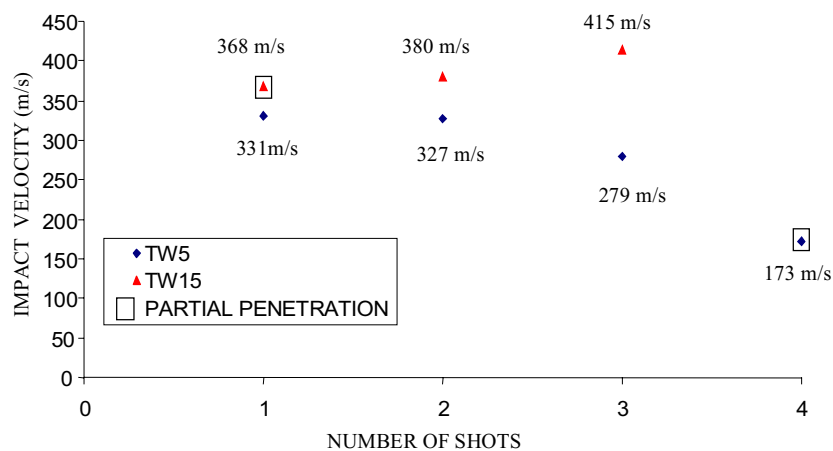 450
400
350
300
250
200
150
100
50
0
IMPACT VELOCITY (m/s)
368 m/s
380 m/s
415 m/s
331m/s
327 m/s
279 m/s
173 m/s
TW5
TW15
PARTIAL PENETRATION
0 1 2 3 4
NUMBER OF SHOTS